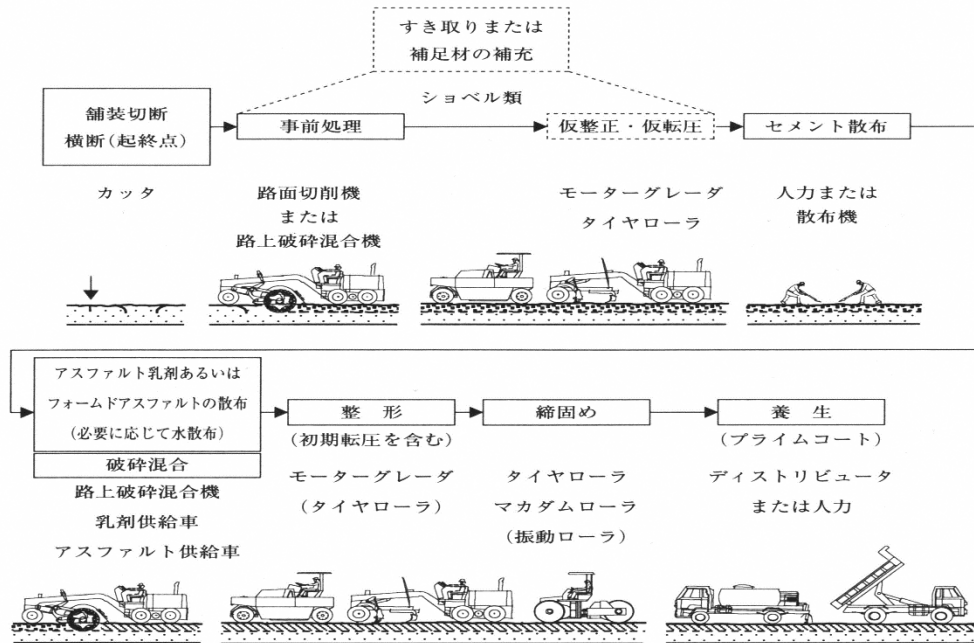 すき取りまたは
補足材の補充
ショベル類
舗装切断
横断(起終点)
事前処理
仮整正・仮転圧
セメント散布
カッタ
路面切削機
または
路上破砕混合機
モーターグレーダ
タイヤローラ
人力または
散布機
アスファルト乳剤あるいは
フォームドアスファルトの散布
(必要に応じて水散布)
破砕混合
路上破砕混合機
乳剤供給車
アスファルト供給車
整 形
(初期転圧を含む)
モーターグレーダ
(タイヤローラ)
締固め
タイヤローラ
マカダムローラ
(振動ローラ)
養 生
(プライムコート)
ディストリビュータ
または人力